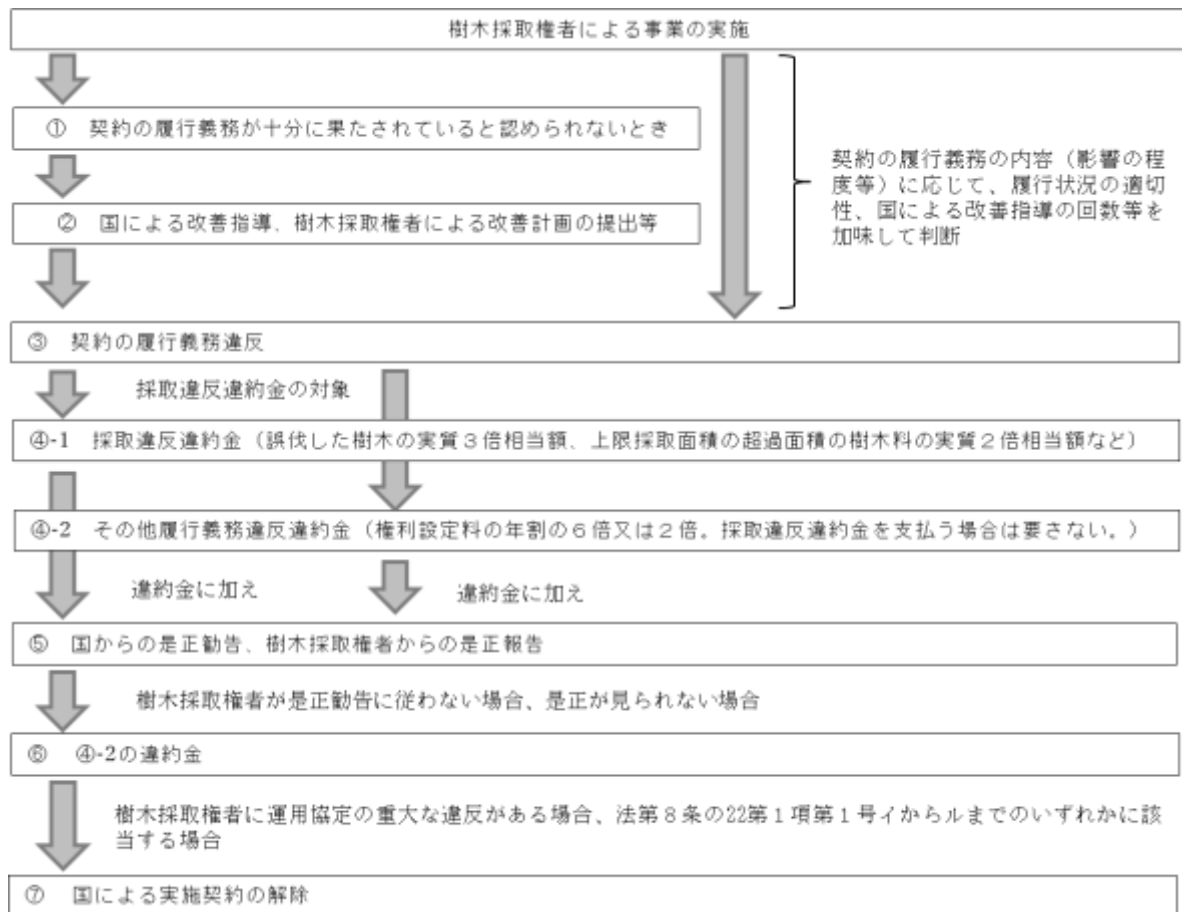 樹木採取権者による事業の実施
① 契約の履行義務が十分に果たされていると認められないとき
② 国による改善指導、樹木採取権者による改善計画の提出等
契約の履行義務の内容（影響の程
度等）に応じて、履行状況の適切
性、国による改善指導の回数等を
加味して判断
③ 契約の履行義務違反
採取違反違約金の対象
④-1 採取違反違約金（誤伐した樹木の実質３倍相当額、上限採取面積の超過面積の樹木料の実質２倍相当額など）
④-2 その他履行義務違反違約金（権利設定料の年割の６倍又は２倍。採取違反違約金を支払う場合は要さない。）
違約金に加え
違約金に加え
⑤ 国からの是正勧告、樹木採取権者からの是正報告
樹木採取権者が是正勧告に従わない場合、是正が見られない場合
⑥ ④-2の違約金
樹木採取権者に運用協定の重大な違反がある場合、法第８条の22第１項第１号イからルまでのいずれかに該
当する場合
⑦ 国による実施契約の解除